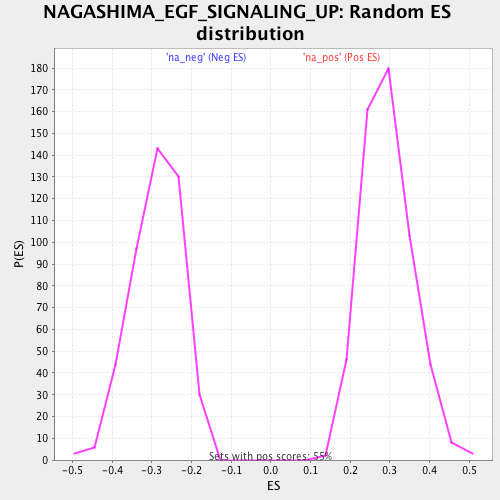 NAGASHIMA_EGF_SIGNALING_UP: Random ES
distribution
'na_neg' (Neg ES) 'na_pos' (Pos ES)
180
170
160
150
140
130
120
110
100
90
80
70
60
50
40
30
20
10
0
P(ES)
Sets with pos scores: 55%
-0.5 -0.4 -0.3 -0.2 -0.1 0.0 0.1 0.2 0.3 0.4 0.5
ES